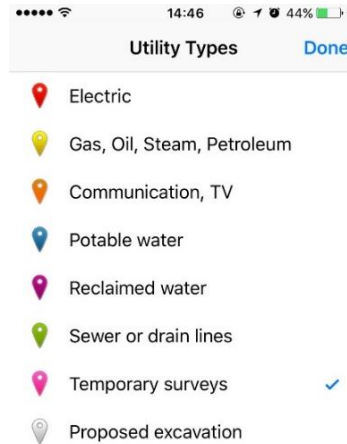 14:46 44%
Utility Types Done
Electric
Gas, Oil, Steam, Petroleum
Communication, TV
Potable water
Reclaimed water
Sewer or drain lines
Temporary surveys
Proposed excavation